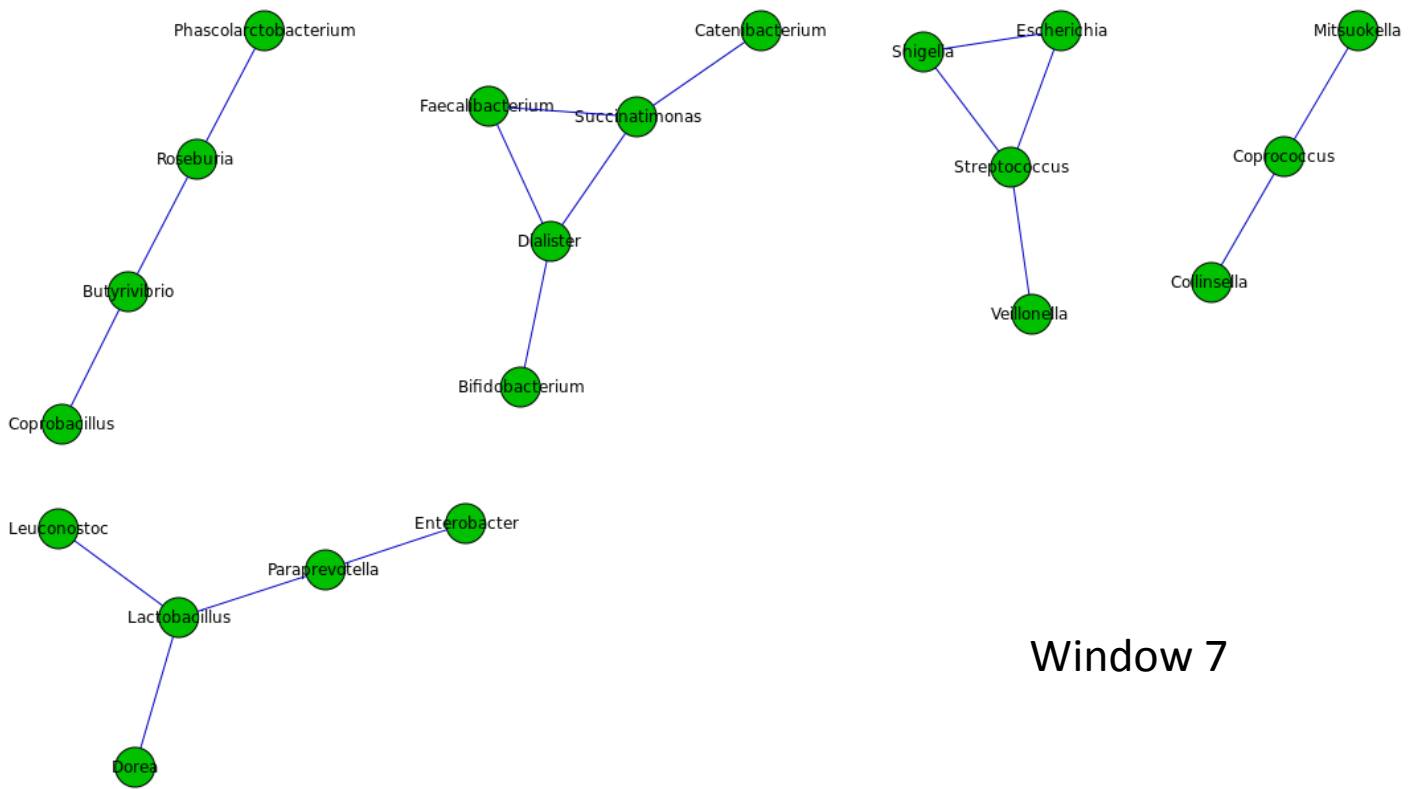 Phascolarctobacterium
Catenibacterium
Shigella
Escherichia
Mitsuokella
Faecalibacterium
Succinatimonas
Roseburia
Streptococcus
Coprococcus
Dialister
Butyrivibrio
Collinsella
Veillonella
Bifidobacterium
Coprobacillus
Leuconostoc
Enterobacter
Paraprevotella
Lactobacillus
Window 7
Dorea